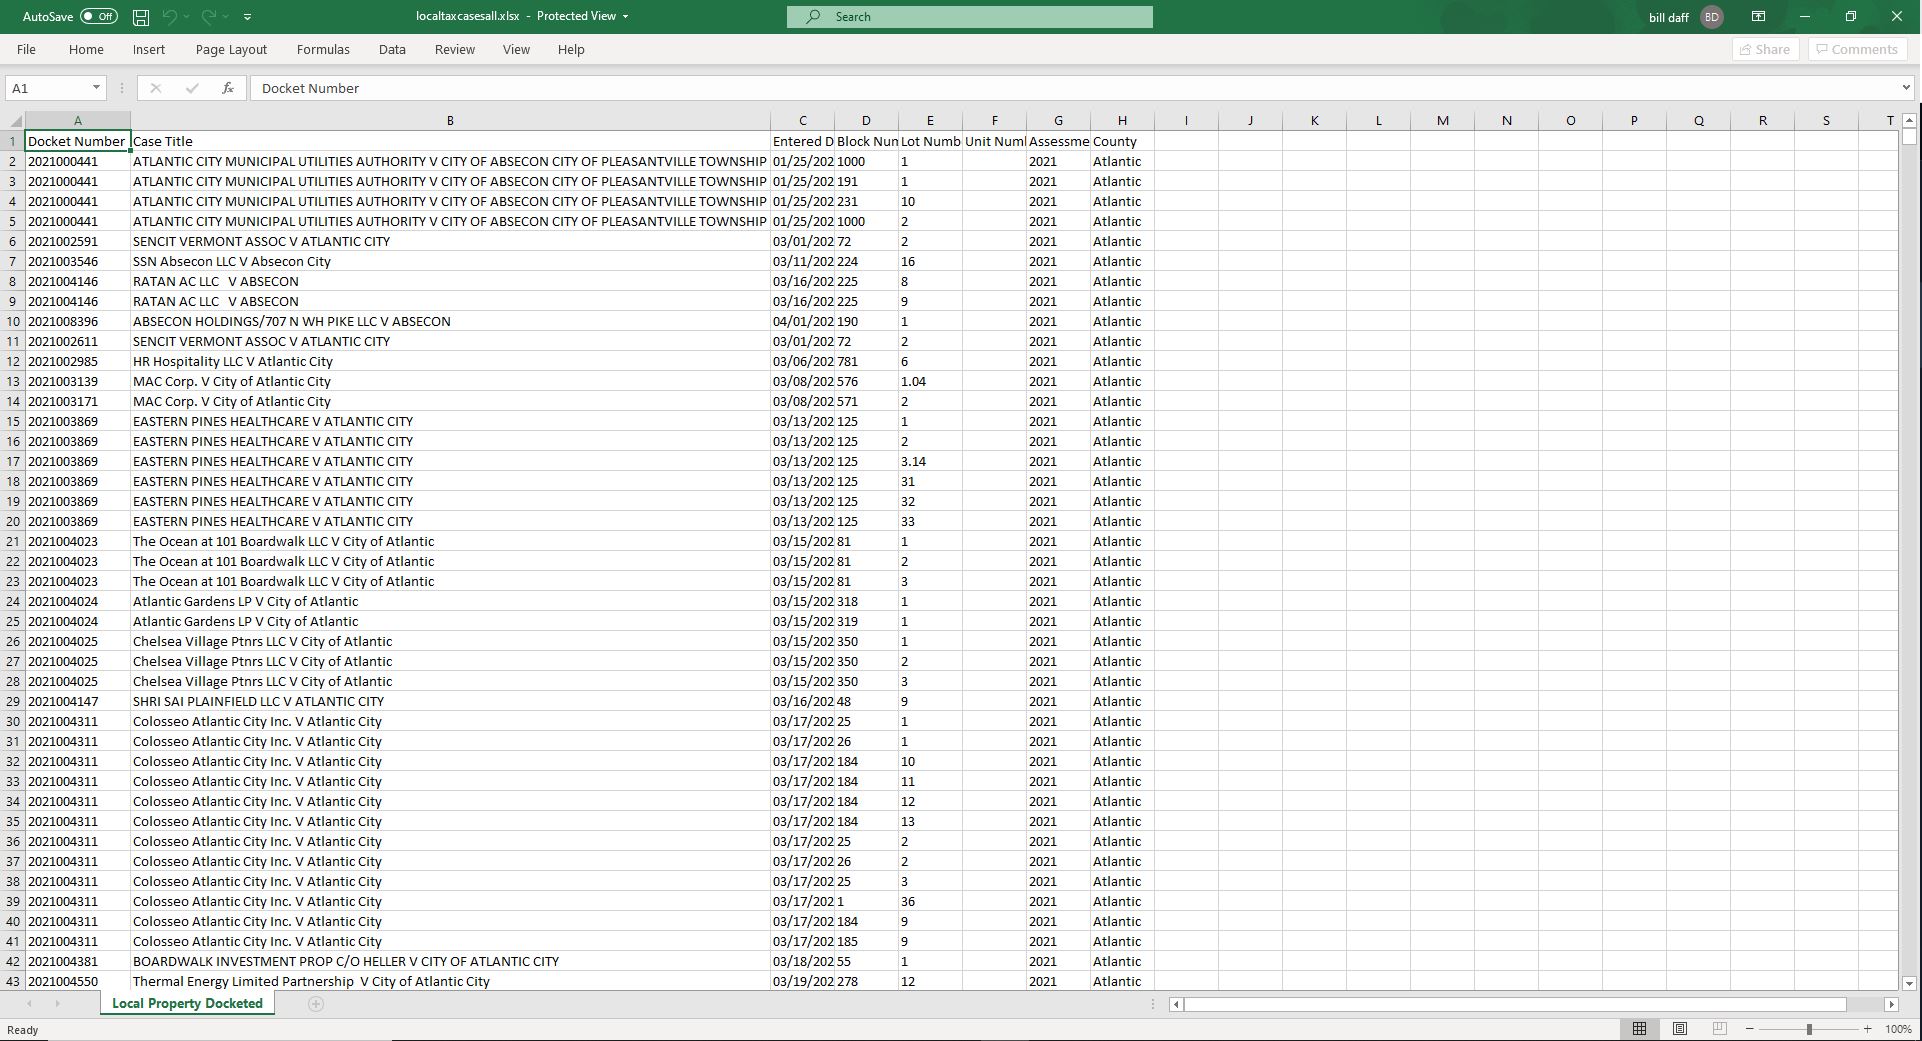 AutoSave Off localtaxcasesall.xlsx - Protected View Search bill daff BD
File Home Insert Page Layout Formulas Data Review View Help Share Comments
A1 fx Docket Number
A B C D E F G H I J K L M N O P Q R S T
1 Docket Number Case Title Entered D Block Nun Lot Numb Unit Numl Assessme County
2 2021000441 ATLANTIC CITY MUNICIPAL UTILITIES AUTHORITY V CITY OF ABSECON CITY OF PLEASANTVILLE TOWNSHIP 01/25/202 1000 1 2021 Atlantic
3 2021000441 ATLANTIC CITY MUNICIPAL UTILITIES AUTHORITY V CITY OF ABSECON CITY OF PLEASANTVILLE TOWNSHIP 01/25/202 191 1 2021 Atlantic
4 2021000441 ATLANTIC CITY MUNICIPAL UTILITIES AUTHORITY V CITY OF ABSECON CITY OF PLEASANTVILLE TOWNSHIP 01/25/202 231 10 2021 Atlantic
5 2021000441 ATLANTIC CITY MUNICIPAL UTILITIES AUTHORITY V CITY OF ABSECON CITY OF PLEASANTVILLE TOWNSHIP 01/25/202 1000 2 2021 Atlantic
6 2021002591 SENCIT VERMONT ASSOC V ATLANTIC CITY 03/01/202 72 2 2021 Atlantic
7 2021003546 SSN Absecon LLC V Absecon City 03/11/202 224 16 2021 Atlantic
8 2021004146 RATAN AC LLC V ABSECON 03/16/202 225 8 2021 Atlantic
9 2021004146 RATAN AC LLC V ABSECON 03/16/202 225 9 2021 Atlantic
10 2021008396 ABSECON HOLDINGS/707 N WH PIKE LLC V ABSECON 04/01/202 190 1 2021 Atlantic
11 2021002611 SENCIT VERMONT ASSOC V ATLANTIC CITY 03/01/202 72 2 2021 Atlantic
12 2021002985 HR Hospitality LLC V Atlantic City 03/06/202 781 6 2021 Atlantic
13 2021003139 MAC Corp. V City of Atlantic City 03/08/202 576 1.04 2021 Atlantic
14 2021003171 MAC Corp. V City of Atlantic City 03/08/202 571 2 2021 Atlantic
15 2021003869 EASTERN PINES HEALTHCARE V ATLANTIC CITY 03/13/202 125 1 2021 Atlantic
16 2021003869 EASTERN PINES HEALTHCARE V ATLANTIC CITY 03/13/202 125 2 2021 Atlantic
17 2021003869 EASTERN PINES HEALTHCARE V ATLANTIC CITY 03/13/202 125 3.14 2021 Atlantic
18 2021003869 EASTERN PINES HEALTHCARE V ATLANTIC CITY 03/13/202 125 31 2021 Atlantic
19 2021003869 EASTERN PINES HEALTHCARE V ATLANTIC CITY 03/13/202 125 32 2021 Atlantic
20 2021003869 EASTERN PINES HEALTHCARE V ATLANTIC CITY 03/13/202 125 33 2021 Atlantic
21 2021004023 The Ocean at 101 Boardwalk LLC V City of Atlantic 03/15/202 81 1 2021 Atlantic
22 2021004023 The Ocean at 101 Boardwalk LLC V City of Atlantic 03/15/202 81 2 2021 Atlantic
23 2021004023 The Ocean at 101 Boardwalk LLC V City of Atlantic 03/15/202 81 3 2021 Atlantic
24 2021004024 Atlantic Gardens LP V City of Atlantic 03/15/202 318 1 2021 Atlantic
25 2021004024 Atlantic Gardens LP V City of Atlantic 03/15/202 319 1 2021 Atlantic
26 2021004025 Chelsea Village Ptnrs LLC V City of Atlantic 03/15/202 350 1 2021 Atlantic
27 2021004025 Chelsea Village Ptnrs LLC V City of Atlantic 03/15/202 350 2 2021 Atlantic
28 2021004025 Chelsea Village Ptnrs LLC V City of Atlantic 03/15/202 350 3 2021 Atlantic
29 2021004147 SHRI SAI PLAINFIELD LLC V ATLANTIC CITY 03/16/202 48 9 2021 Atlantic
30 2021004311 Colosseo Atlantic City Inc. V Atlantic City 03/17/202 25 1 2021 Atlantic
31 2021004311 Colosseo Atlantic City Inc. V Atlantic City 03/17/202 26 1 2021 Atlantic
32 2021004311 Colosseo Atlantic City Inc. V Atlantic City 03/17/202 184 10 2021 Atlantic
33 2021004311 Colosseo Atlantic City Inc. V Atlantic City 03/17/202 184 11 2021 Atlantic
34 2021004311 Colosseo Atlantic City Inc. V Atlantic City 03/17/202 184 12 2021 Atlantic
35 2021004311 Colosseo Atlantic City Inc. V Atlantic City 03/17/202 184 13 2021 Atlantic
36 2021004311 Colosseo Atlantic City Inc. V Atlantic City 03/17/202 25 2 2021 Atlantic
37 2021004311 Colosseo Atlantic City Inc. V Atlantic City 03/17/202 26 2 2021 Atlantic
38 2021004311 Colosseo Atlantic City Inc. V Atlantic City 03/17/202 25 3 2021 Atlantic
39 2021004311 Colosseo Atlantic City Inc. V Atlantic City 03/17/202 1 36 2021 Atlantic
40 2021004311 Colosseo Atlantic City Inc. V Atlantic City 03/17/202 184 9 2021 Atlantic
41 2021004311 Colosseo Atlantic City Inc. V Atlantic City 03/17/202 185 9 2021 Atlantic
42 2021004381 BOARDWALK INVESTMENT PROP C/O HELLER V CITY OF ATLANTIC CITY 03/18/202 55 1 2021 Atlantic
43 2021004550 Thermal Energy Limited Partnership V City of Atlantic City 03/19/202 278 12 2021 Atlantic
Local Property Docketed
Ready 100%